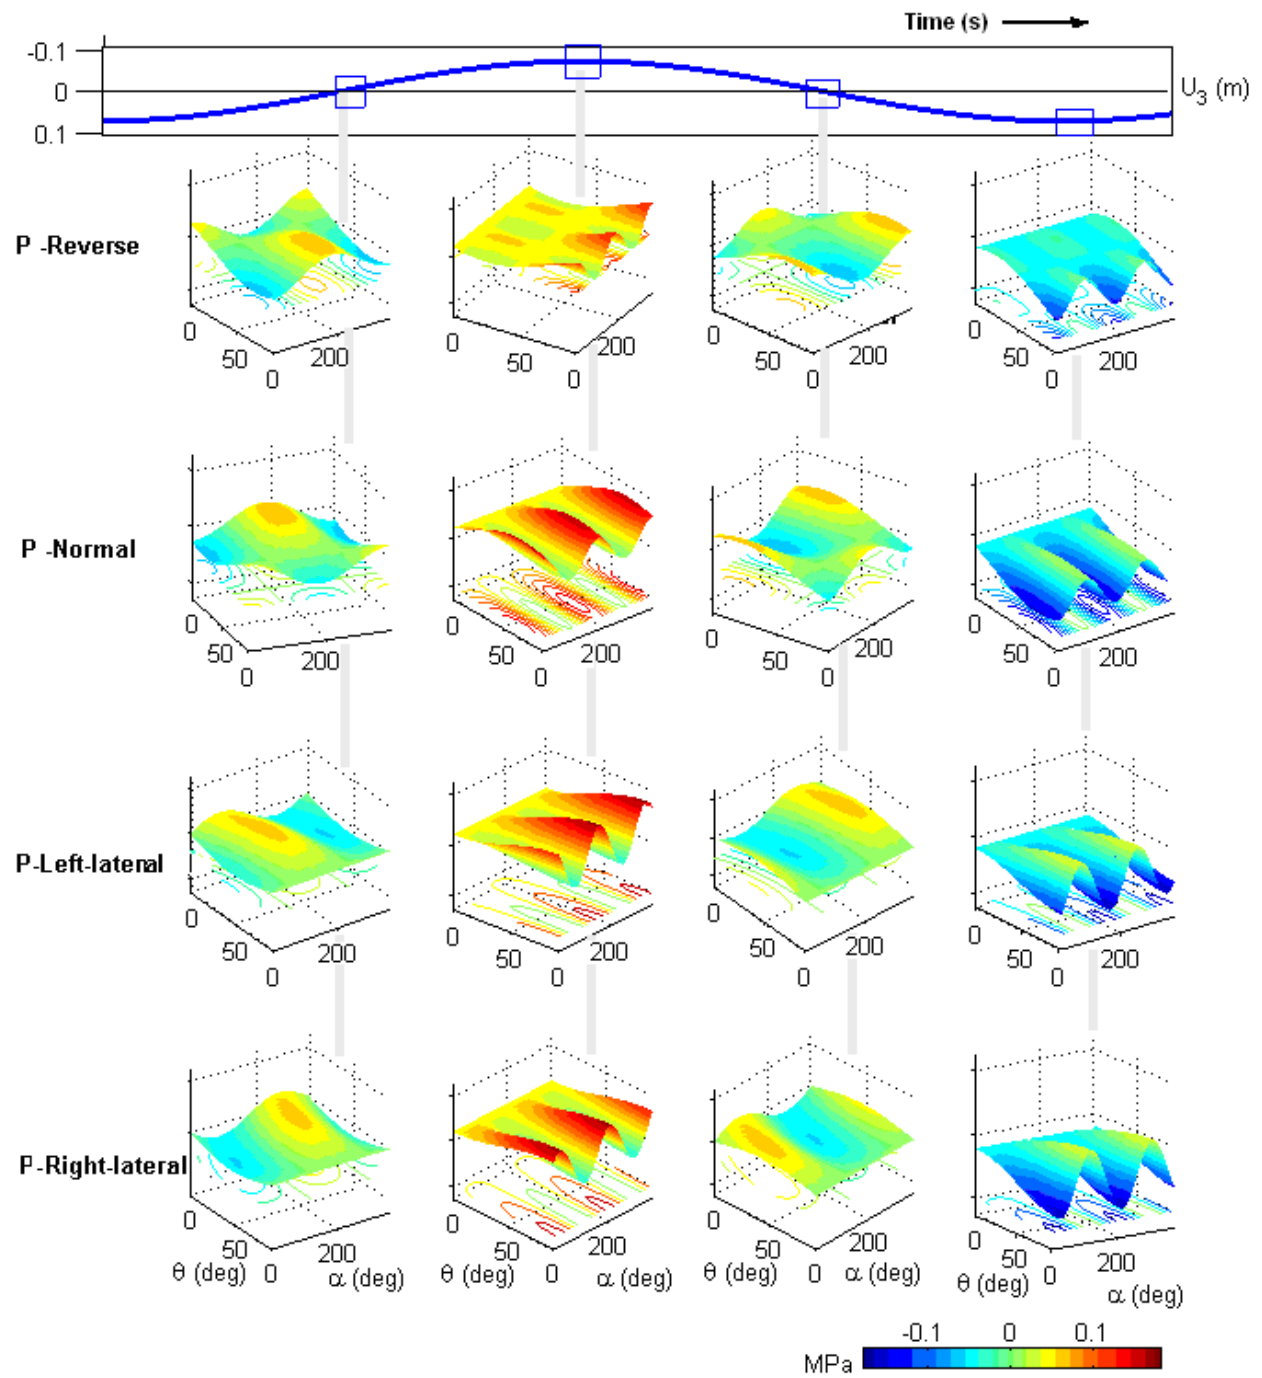 Time (s)
-0.1
0
0.1
U3 (m)
P -Reverse
0 50 0 200
0 50 0 200
0 50 0 200
0 50 0 200
P -Normal
0 50 0 200
0 50 0 200
0 50 0 200
0 50 0 200
P-Left-lateral
0 50 0 200
0 50 0 200
0 50 0 200
0 50 0 200
P-Right-lateral
0 50 0 200
0 50 0 200
0 50 0 200
0 50 0 200
θ (deg) α (deg)
θ (deg) α (deg)
θ (deg) α (deg)
θ (deg) α (deg)
-0.1 0 0.1
MPa